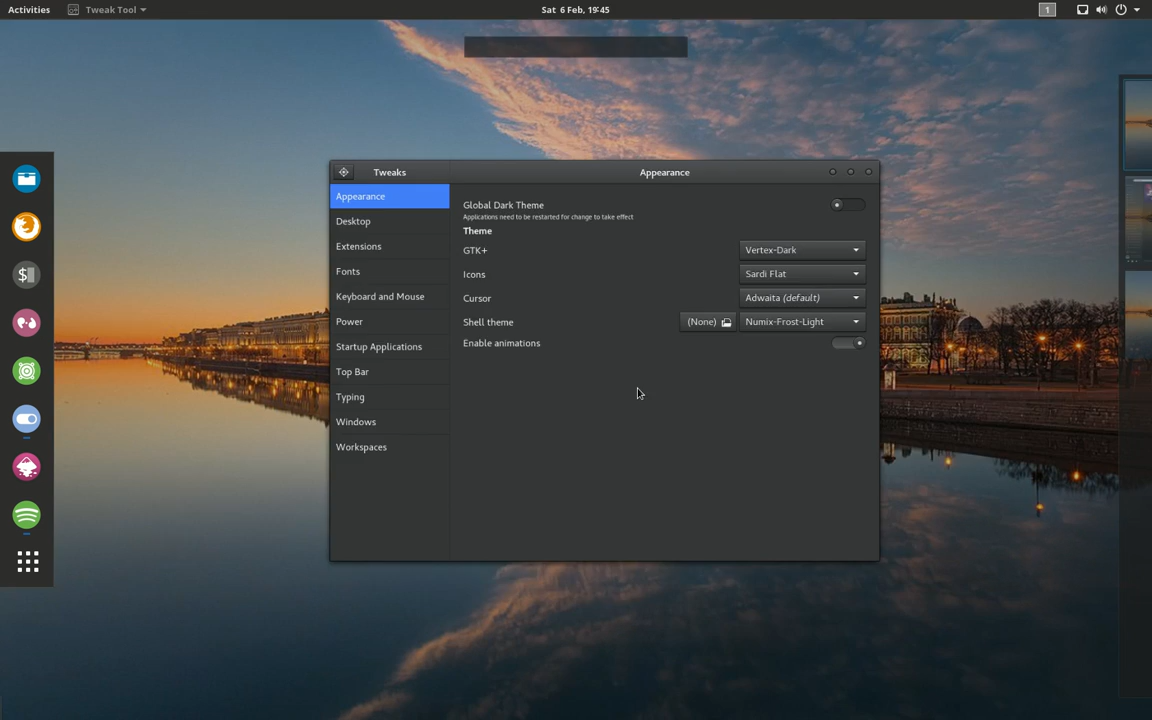 Activities Tweak Tool Sat 6 Feb, 19:45 1
Tweaks Appearance
Appearance
Desktop
Extensions
Fonts
Keyboard and Mouse
Power
Startup Applications
Top Bar
Typing
Windows
Workspaces
Global Dark Theme
Applications need to be restarted for change to take effect
Theme
GTK+ Vertex-Dark
Icons Sardi Flat
Cursor Adwaita (default)
Shell theme (None) Numix-Frost-Light
Enable animations